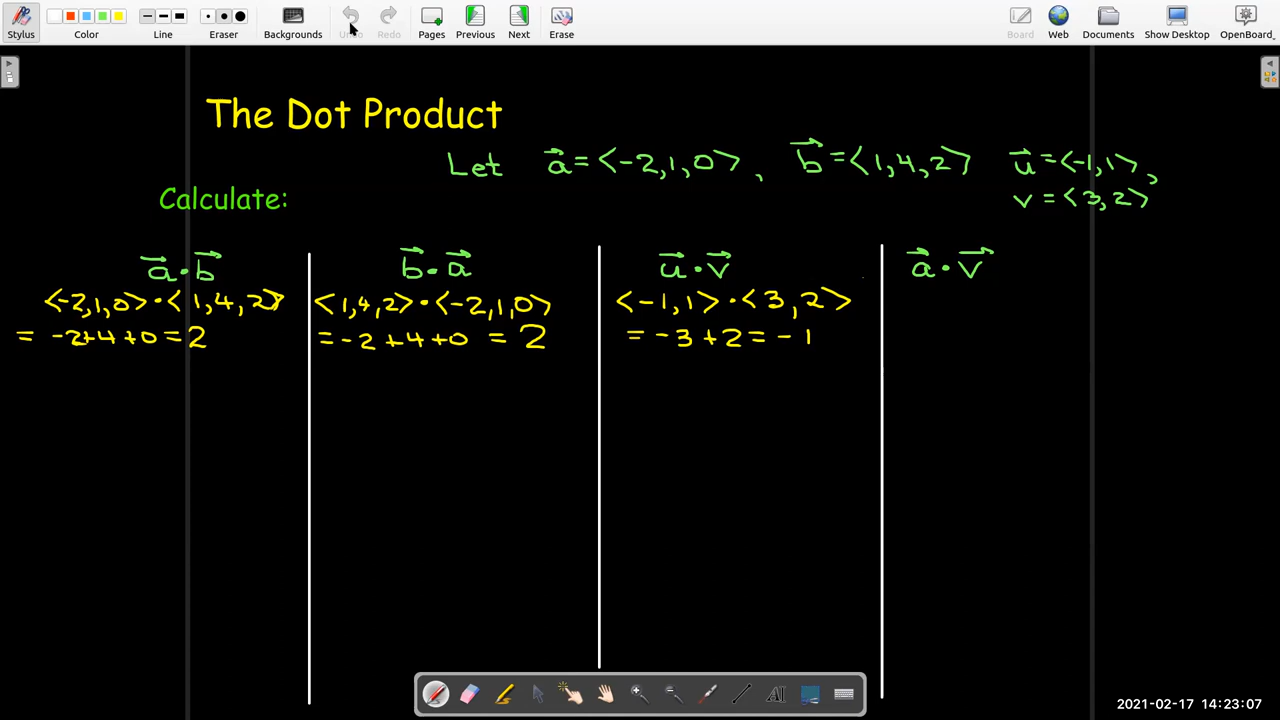 Stylus Color Line Eraser Backgrounds Undo Redo Pages Previous Next Erase Board Web Documents Show Desktop OpenBoard
The Dot Product
Let a⃗ = <-2,1,0>, b⃗ = <1,4,2> u⃗ = <-1,1>,
v = <3,2>
Calculate:
a⃗ · b⃗
<-2,1,0> · <1,4,2>
= -2+4+0 = 2
b⃗ · a⃗
<1,4,2> · <-2,1,0>
= -2+4+0 = 2
u⃗ · v⃗
<-1,1> · <3,2>
= -3+2 = -1
a⃗ · v⃗
2021-02-17 14:23:07